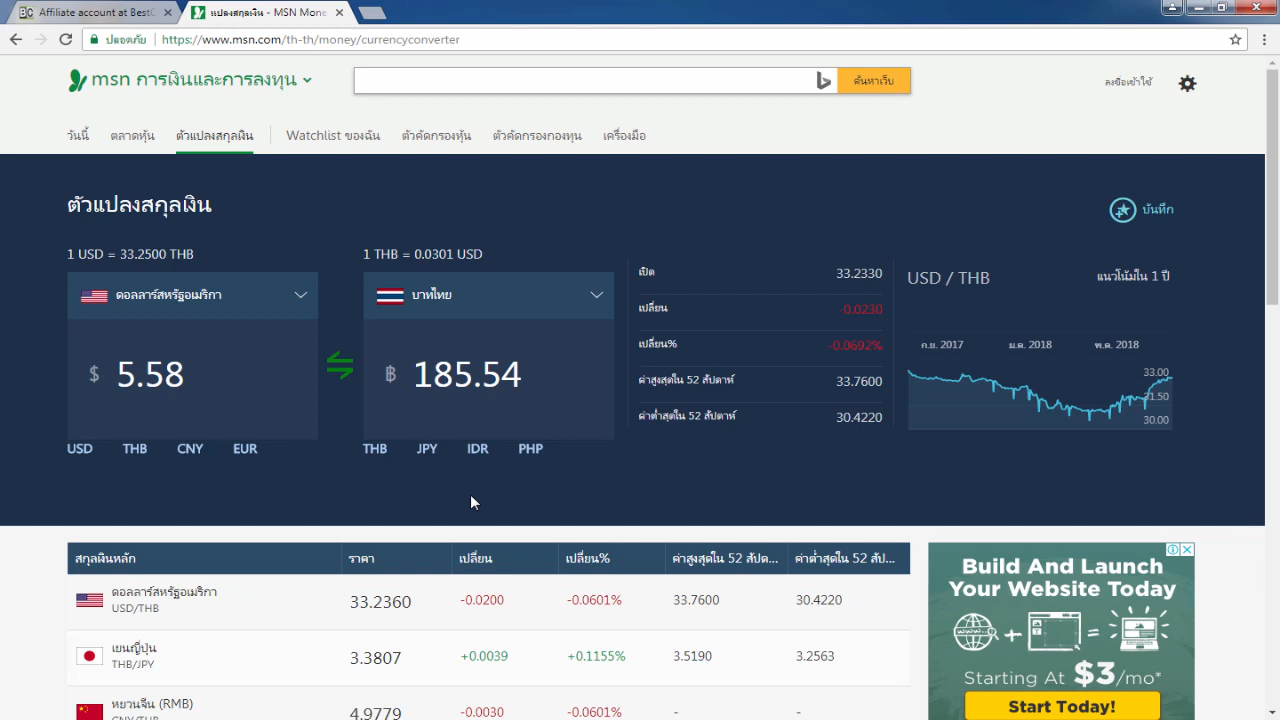 Affiliate account at BestC
แปลงสกุลเงิน - MSN Mone
ปลอดภัย
https://www.msn.com/th-th/money/currencyconverter
msn การเงินและการลงทุน
ค้นหาเว็บ
ลงชื่อเข้าใช้
วันนี้ ตลาดหุ้น ตัวแปลงสกุลเงิน Watchlist ของฉัน ตัวคัดกรองหุ้น ตัวคัดกรองกองทุน เครื่องมือ
ตัวแปลงสกุลเงิน
บันทึก
1 USD = 33.2500 THB
1 THB = 0.0301 USD
ดอลลาร์สหรัฐอเมริกา
บาทไทย
$ 5.58
฿ 185.54
USD THB CNY EUR
THB JPY IDR PHP
เปิด 33.2330
เปลี่ยน -0.0230
เปลี่ยน% -0.0692%
ค่าสูงสุดใน 52 สัปดาห์ 33.7600
ค่าต่ำสุดใน 52 สัปดาห์ 30.4220
USD / THB
แนวโน้มใน 1 ปี
ก.ย. 2017 ม.ค. 2018 พ.ค. 2018
33.00
31.50
30.00
สกุลเงินหลัก ราคา เปลี่ยน เปลี่ยน% ค่าสูงสุดใน 52 สัปด... ค่าต่ำสุดใน 52 สัป...
ดอลลาร์สหรัฐอเมริกา
USD/THB
33.2360 -0.0200 -0.0601% 33.7600 30.4220
เยนญี่ปุ่น
THB/JPY
3.3807 +0.0039 +0.1155% 3.5190 3.2563
หยวนจีน (RMB)
CNY/THB
4.9779 -0.0030 -0.0601% - -
Build And Launch
Your Website Today
Starting At $3/mo*
Start Today!